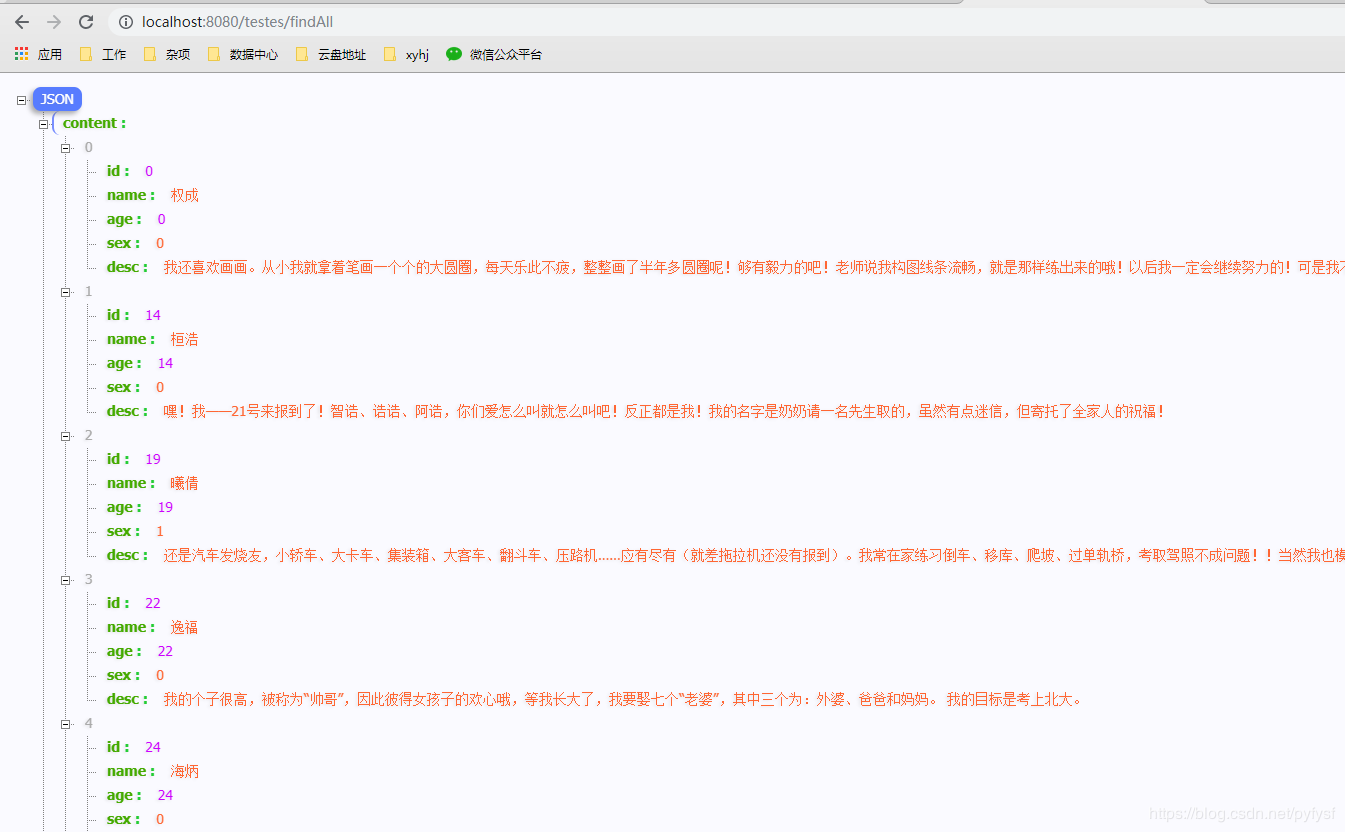 localhost:8080/testes/findAll
应用 工作 杂项 数据中心 云盘地址 xyhj 微信公众平台
JSON
content :
0
id : 0
name : 权成
age : 0
sex : 0
desc : 我还喜欢画画。从小我就拿着笔画一个个的大圆圈，每天乐此不疲，整整画了半年多圆圈呢！够有毅力的吧！老师说我构图线条流畅，就是那样练出来的哦！以后我一定会继续努力的！可是我不
1
id : 14
name : 桓浩
age : 14
sex : 0
desc : 嘿！我——21号来报到了！智诰、诰诰、阿诰，你们爱怎么叫就怎么叫吧！反正都是我！我的名字是奶奶请一名先生取的，虽然有点迷信，但寄托了全家人的祝福！
2
id : 19
name : 曦倩
age : 19
sex : 1
desc : 还是汽车发烧友，小轿车、大卡车、集装箱、大客车、翻斗车、压路机......应有尽有（就差拖拉机还没有报到）。我常在家练习倒车、移库、爬坡、过单轨桥，考取驾照不成问题！！当然我也模
3
id : 22
name : 逸福
age : 22
sex : 0
desc : 我的个子很高，被称为“帅哥”，因此彼得女孩子的欢心哦，等我长大了，我要娶七个“老婆”，其中三个为：外婆、爸爸和妈妈。 我的目标是考上北大。
4
id : 24
name : 海炳
age : 24
sex : 0
https://blog.csdn.net/pyfysf